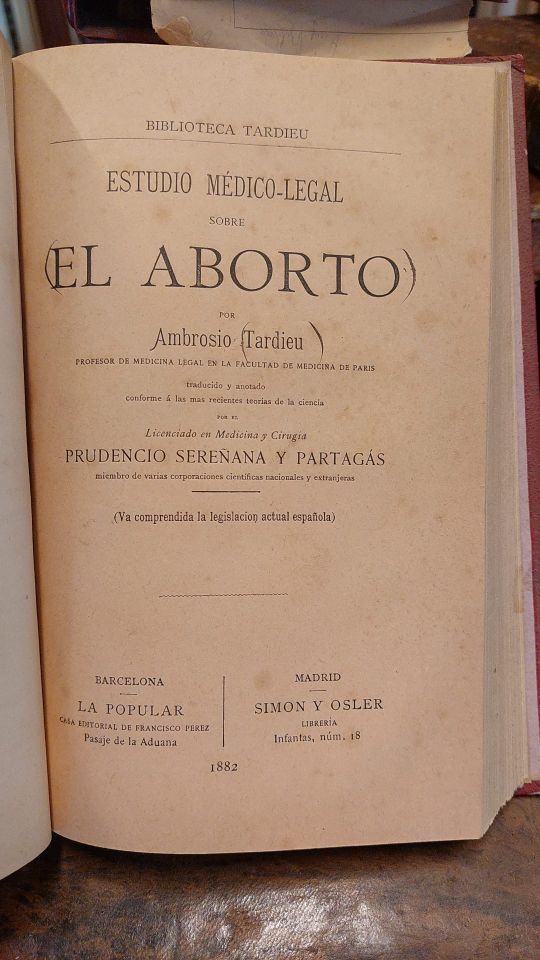 BIBLIOTECA TARDIEU
ESTUDIO MÉDICO-LEGAL
SOBRE
(EL ABORTO)
POR
Ambrosio (Tardieu)
PROFESOR DE MEDICINA LEGAL EN LA FACULTAD DE MEDICINA DE PARIS
traducido y anotado
conforme á las mas recientes teorias de la ciencia
POR EL
Licenciado en Medicina y Cirugía
PRUDENCIO SEREÑANA Y PARTAGÁS
miembro de varias corporaciones cientificas nacionales y extranjeras
(Va comprendida la legislacion actual española)
BARCELONA
LA POPULAR
CASA EDITORIAL DE FRANCISCO PEREZ
Pasaje de la Aduana
MADRID
SIMON Y OSLER
LIBRERÍA
Infantas, núm. 18
1882